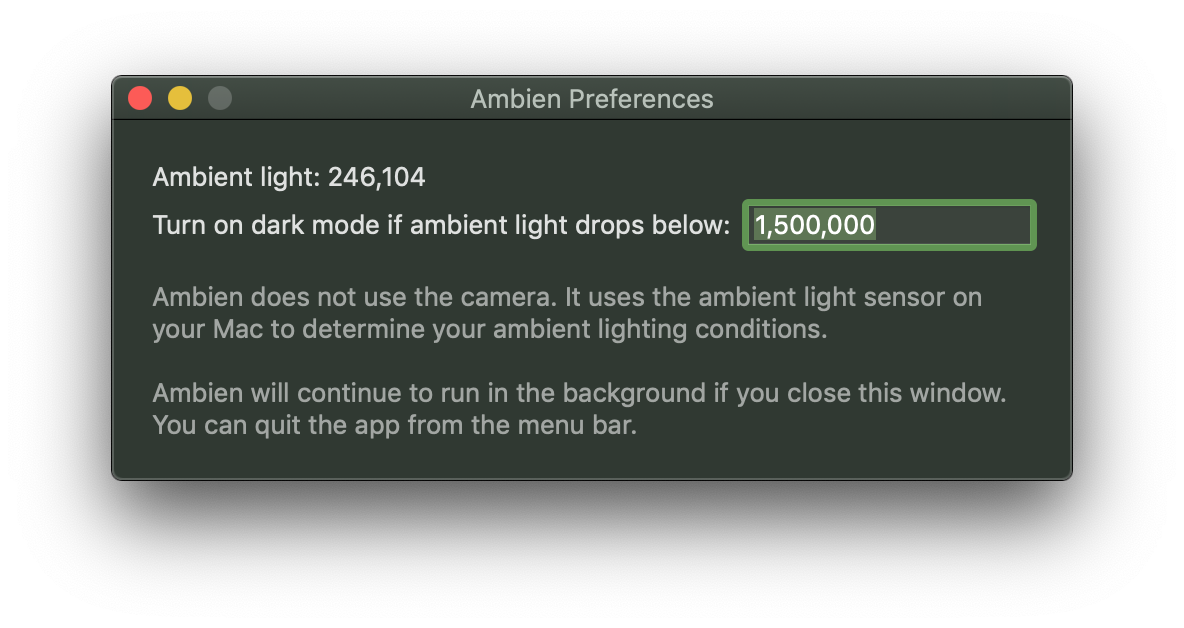 Ambien Preferences
Ambient light: 246,104
Turn on dark mode if ambient light drops below: 1,500,000
Ambien does not use the camera. It uses the ambient light sensor on
your Mac to determine your ambient lighting conditions.
Ambien will continue to run in the background if you close this window.
You can quit the app from the menu bar.